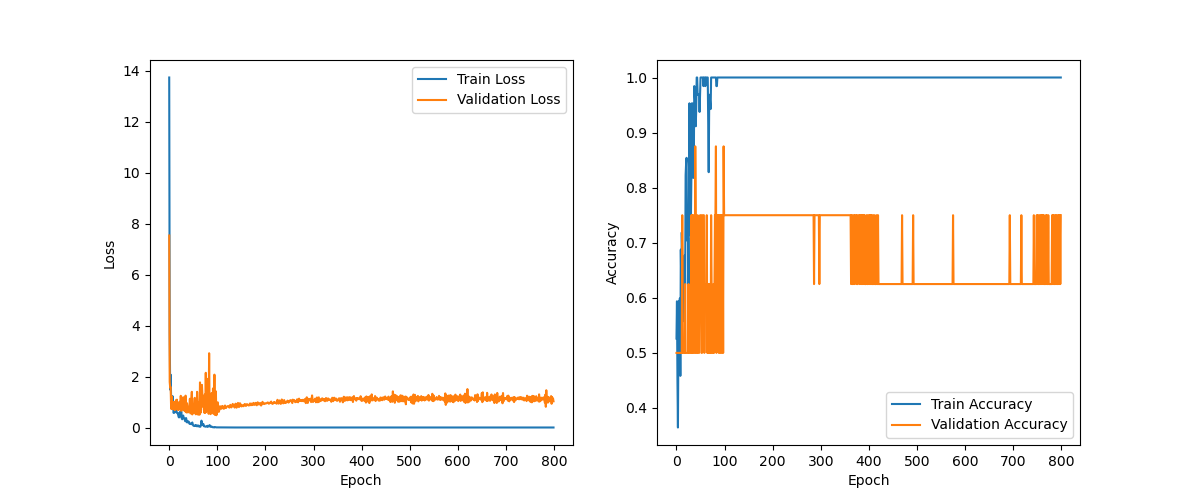 14
12
10
8
6
4
2
0
Loss
0 100 200 300 400 500 600 700 800
Epoch
Train Loss
Validation Loss
1.0
0.9
0.8
0.7
0.6
0.5
0.4
Accuracy
0 100 200 300 400 500 600 700 800
Epoch
Train Accuracy
Validation Accuracy